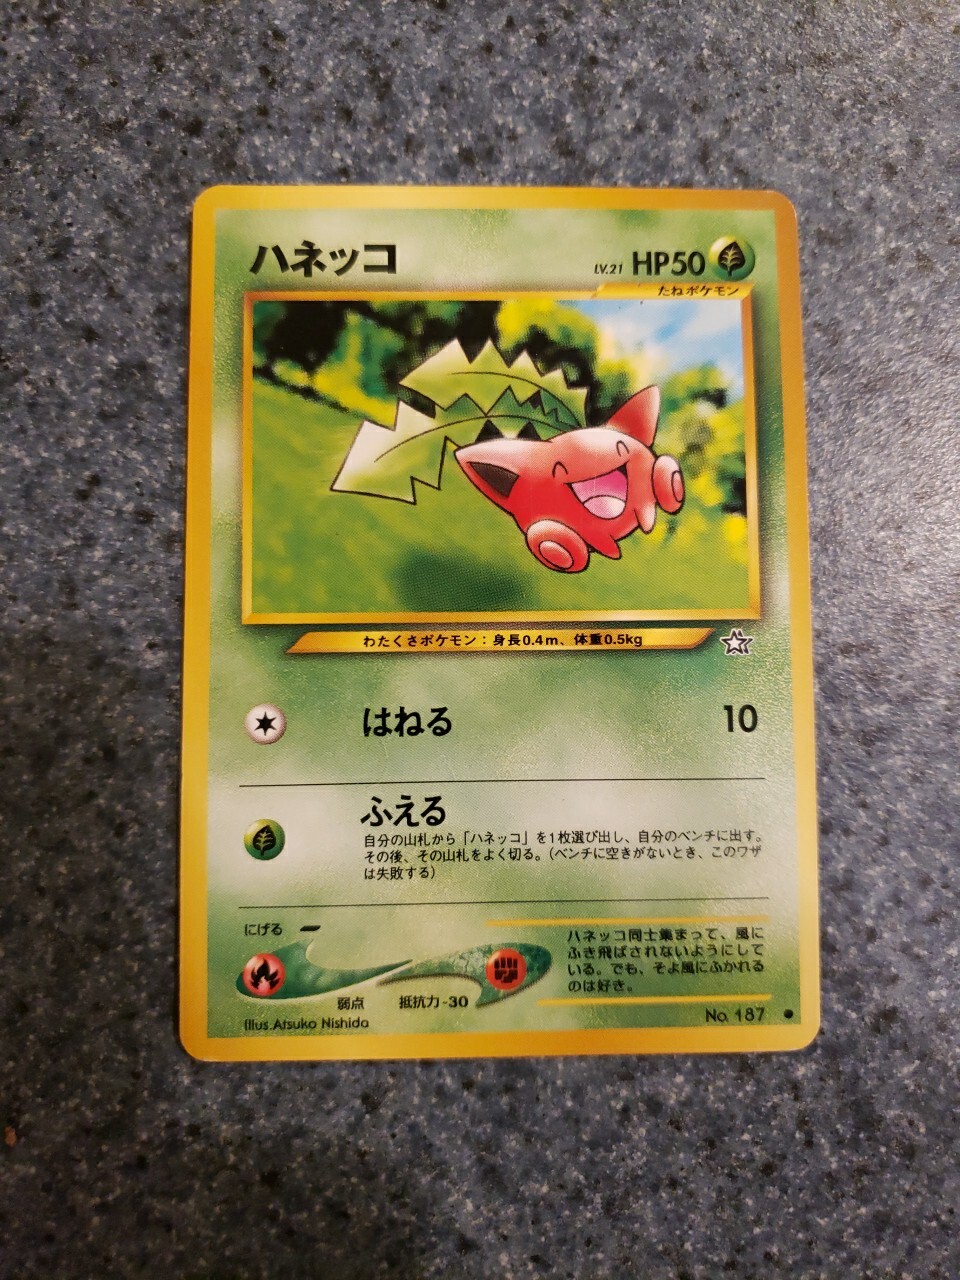 ハネッコ
LV.21 HP50
たねポケモン
わたくさポケモン：身長0.4m、体重0.5kg
はねる 10
ふえる
自分の山札から「ハネッコ」を1枚選び出し、自分のベンチに出す。
その後、その山札をよく切る。（ベンチに空きがないとき、このワザ
は失敗する）
にげる
弱点 抵抗力-30
Illus.Atsuko Nishida
ハネッコ同士集まって、風に
ふき飛ばされないようにして
いる。でも、そよ風にふかれる
のは好き。
No. 187